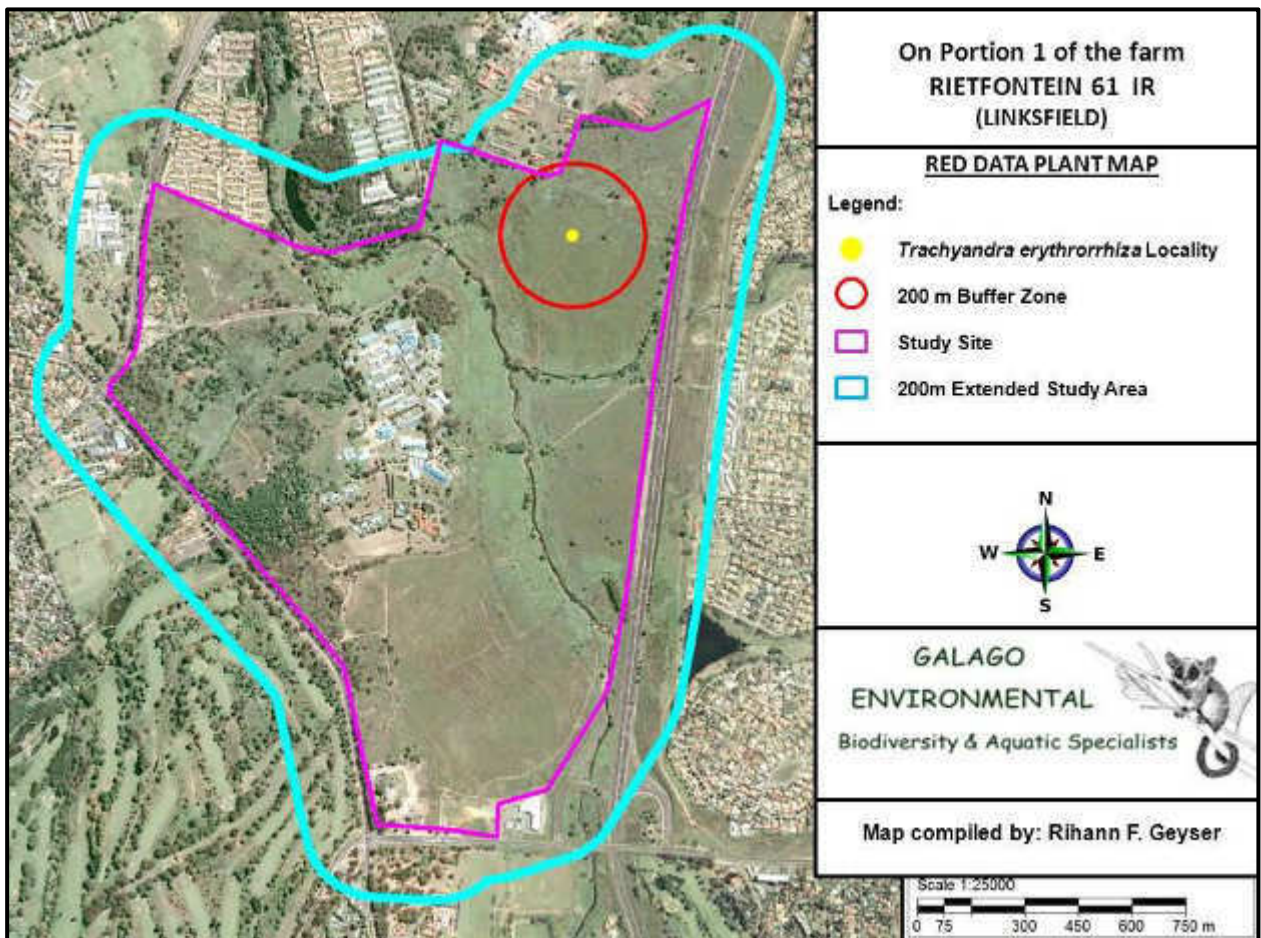 On Portion 1 of the farm
RIETFONTEIN 61 IR
(LINKSFIELD)
RED DATA PLANT MAP
Legend:
Trachyandra erythrorrhiza Locality
200 m Buffer Zone
Study Site
200m Extended Study Area
N
W E
S
GALAGO
ENVIRONMENTAL
Biodiversity & Aquatic Specialists
Map compiled by: Rihann F. Geyser
Scale 1:25000
0 75 300 450 600 750 m